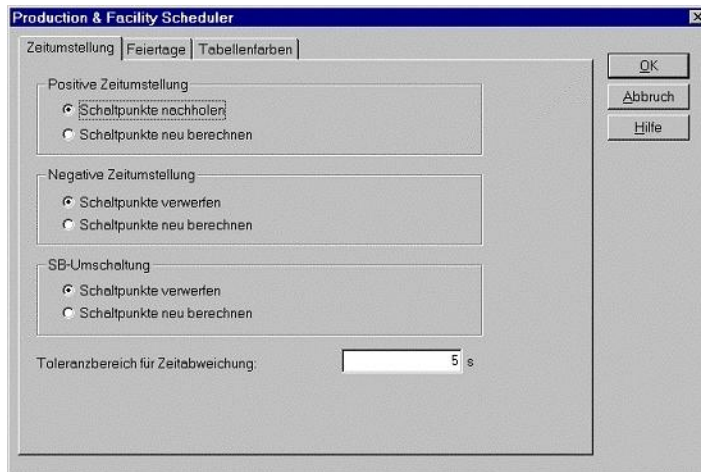 Production & Facility Scheduler
Zeitumstellung Feiertage Tabellenfarben
OK
Abbruch
Hilfe
Positive Zeitumstellung
Schaltpunkte nachholen
Schaltpunkte neu berechnen
Negative Zeitumstellung
Schaltpunkte verwerfen
Schaltpunkte neu berechnen
SB-Umschaltung
Schaltpunkte verwerfen
Schaltpunkte neu berechnen
Toleranzbereich für Zeitabweichung: 5 s